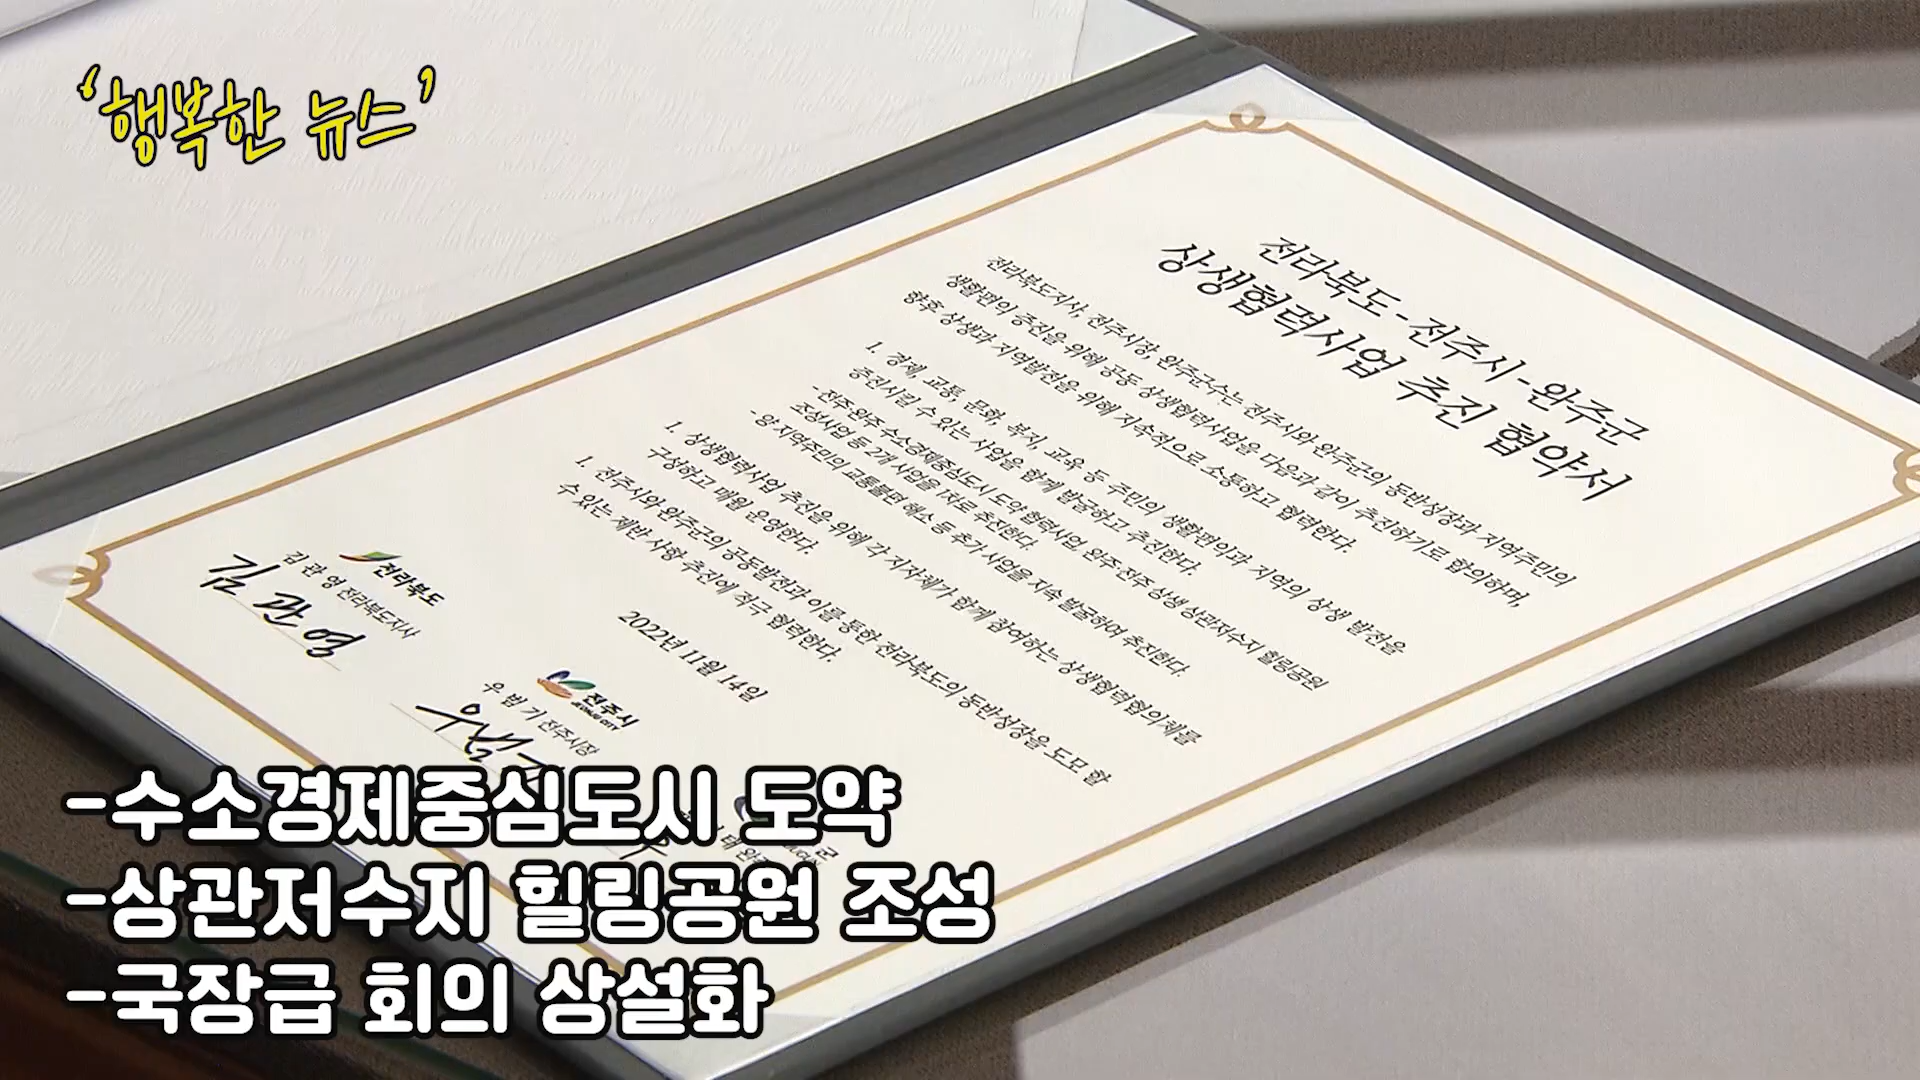 ‘행복한 뉴스’
전라북도-전주시-완주군
상생협력사업 추진 협약서
전라북도지사, 전주시장, 완주군수는 전주시와 완주군의 동반성장과 지역주민의
생활편익 증진을 위해 공동 상생협력사업을 다음과 같이 추진하기로 합의하며,
향후 상생과 지역발전을 위해 지속적으로 소통하고 협력한다.
1. 경제, 교통, 문화, 복지, 교육 등 주민의 생활편익과 지역의 상생 발전을
증진시킬 수 있는 사업을 함께 발굴하고 추진한다.
-전주·완주 수소경제중심도시 도약 협력사업, 완주·전주 상생 상관저수지 힐링공원
조성사업 등 2개 사업을 1차로 추진한다.
-양 지역주민의 교통불편 해소 등 추가 사업을 지속 발굴하여 추진한다.
1. 상생협력사업 추진을 위해 각 지자체가 함께 참여하는 상생협력협의체를
구성하고 매월 운영한다.
1. 전주시와 완주군의 공동발전과 이를 통한 전라북도의 동반성장을 도모 할
수 있는 제반 사항 추진에 적극 협력한다.
2022년 11월 14일
전라북도
김 관 영 전라북도지사
김 관 영
전주시
JEONJU CITY
우 범 기 전주시장
우범
군
태 완
-수소경제중심도시 도약
-상관저수지 힐링공원 조성
-국장급 회의 상설화